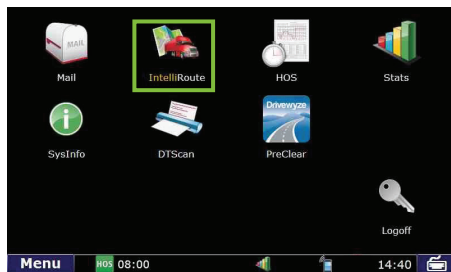 MAIL
Mail
IntelliRoute
HOS
Stats
SysInfo
DTScan
Drivewyze
PreClear
Logoff
Menu
HOS 08:00
14:40